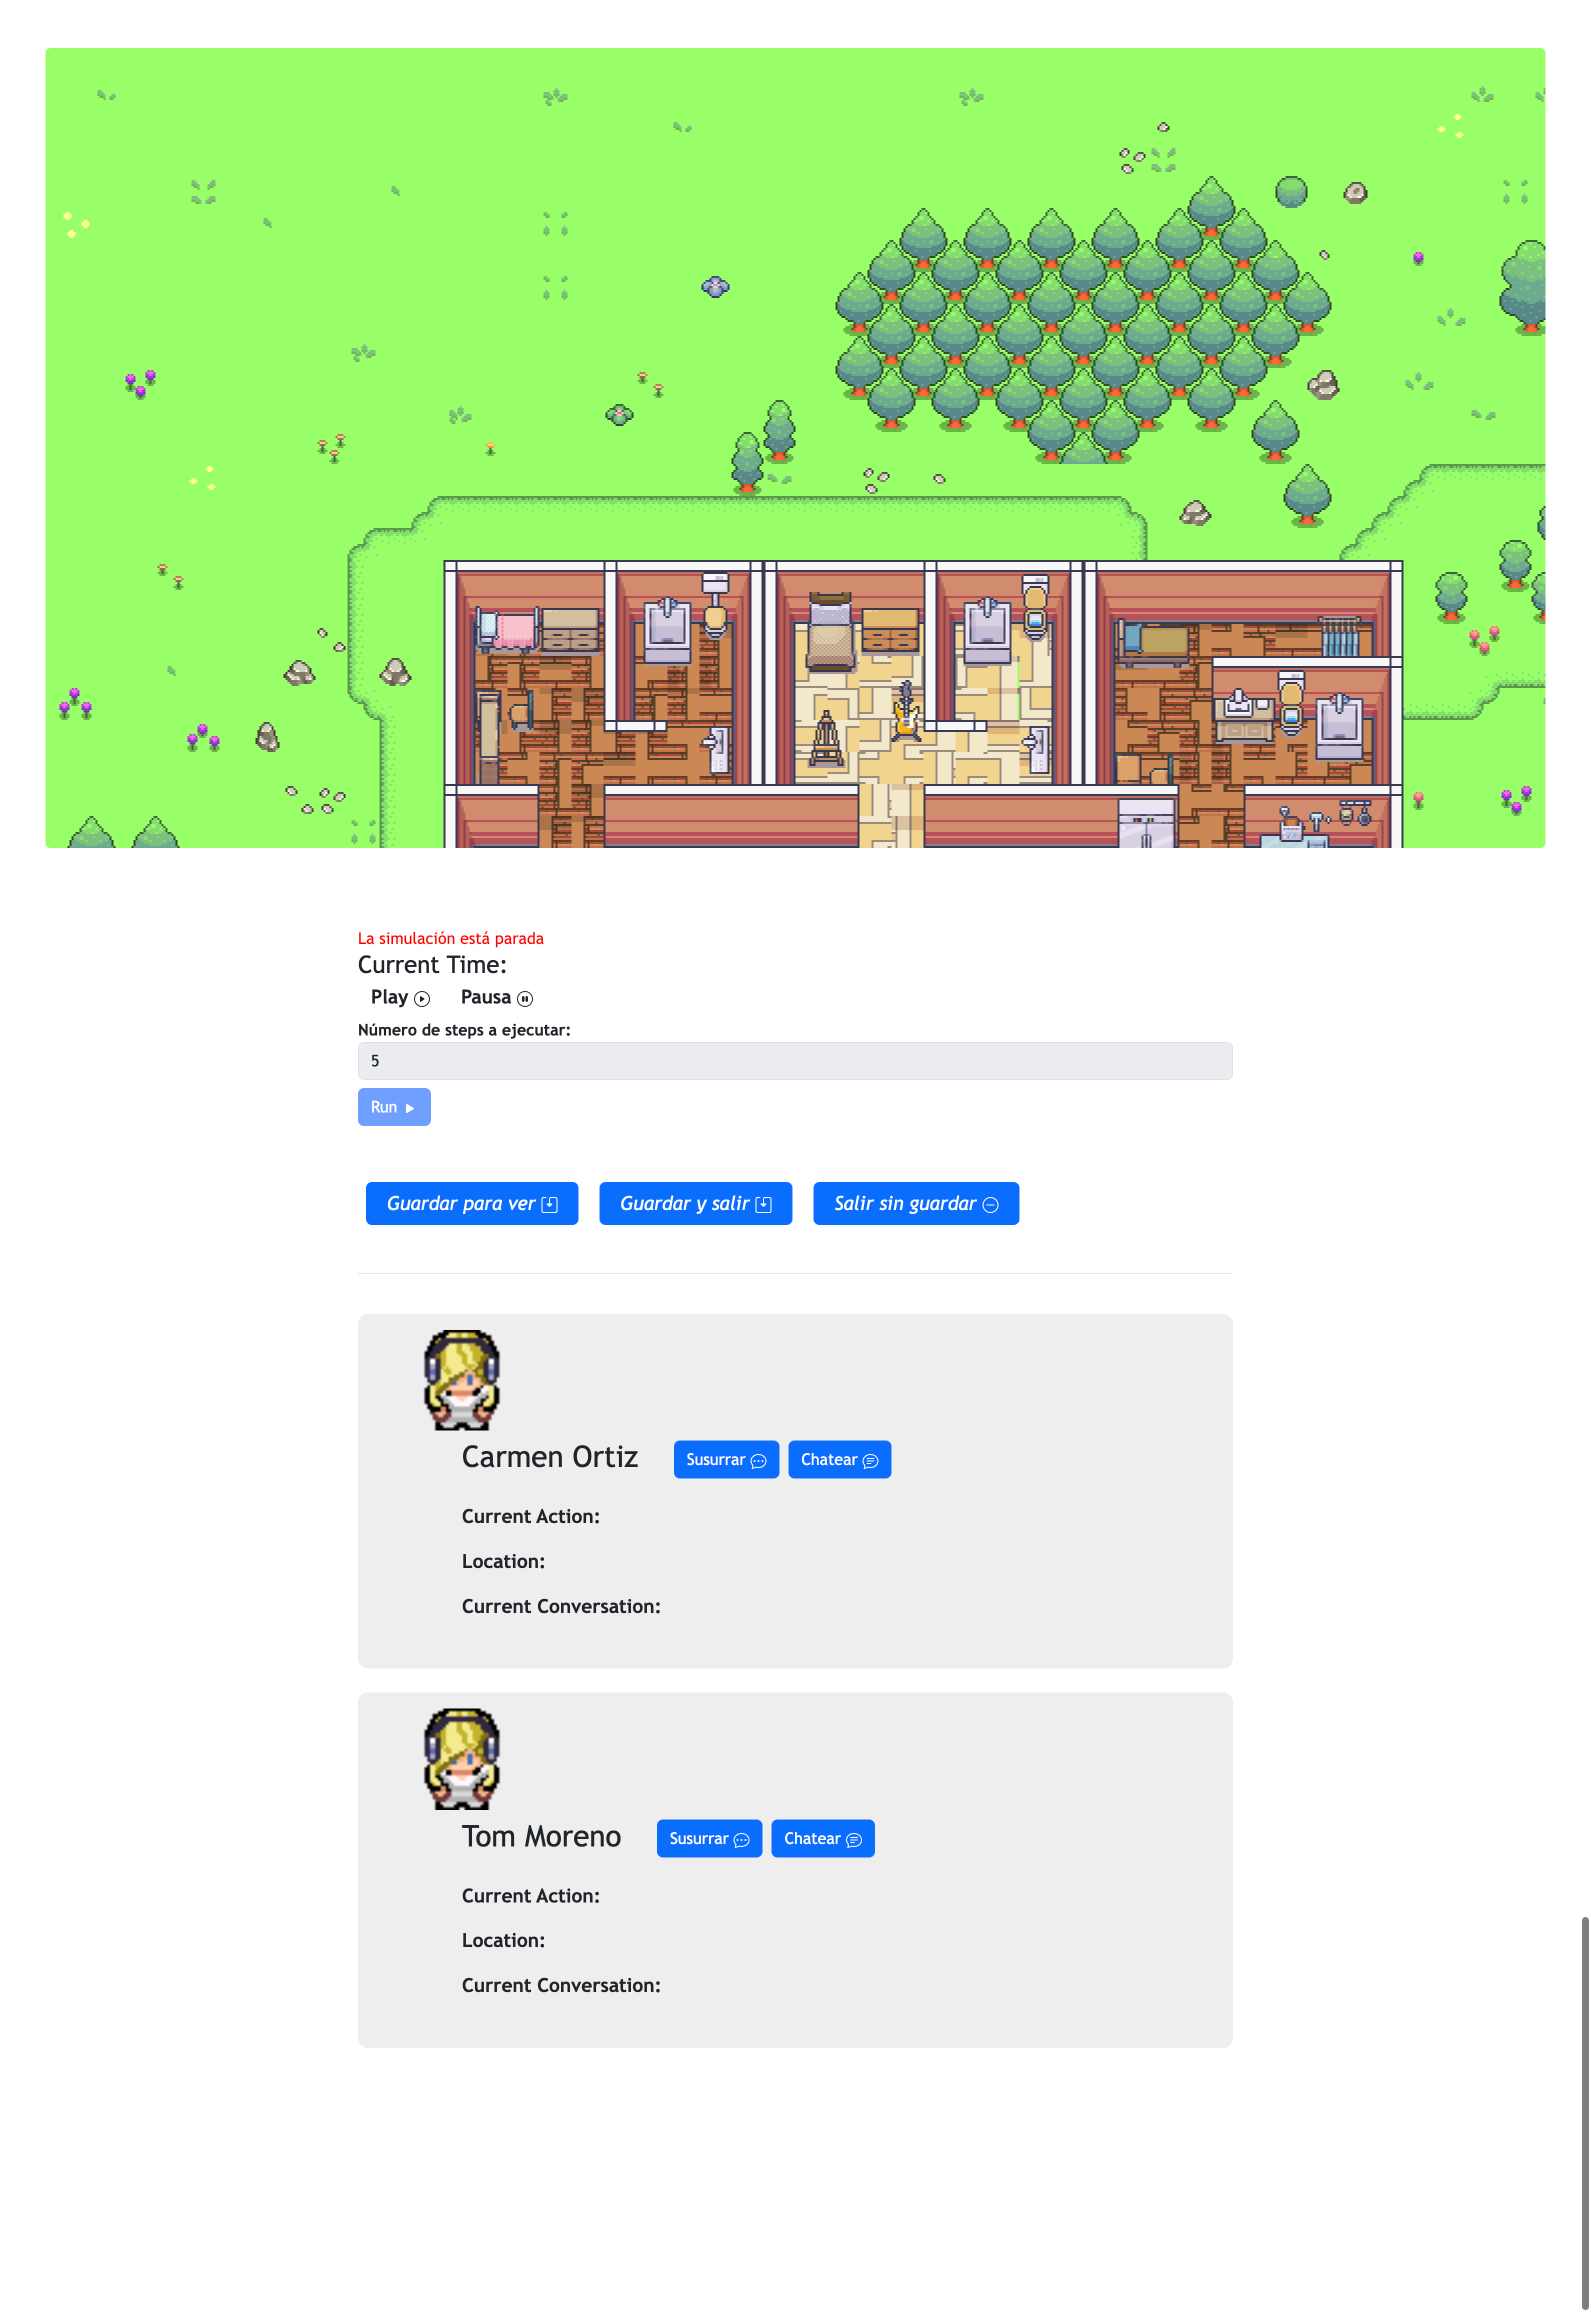 La simulación está parada
Current Time:
Play Pausa
Número de steps a ejecutar:
5
Run
Guardar para ver Guardar y salir Salir sin guardar
Carmen Ortiz Susurrar Chatear
Current Action:
Location:
Current Conversation:
Tom Moreno Susurrar Chatear
Current Action:
Location:
Current Conversation: